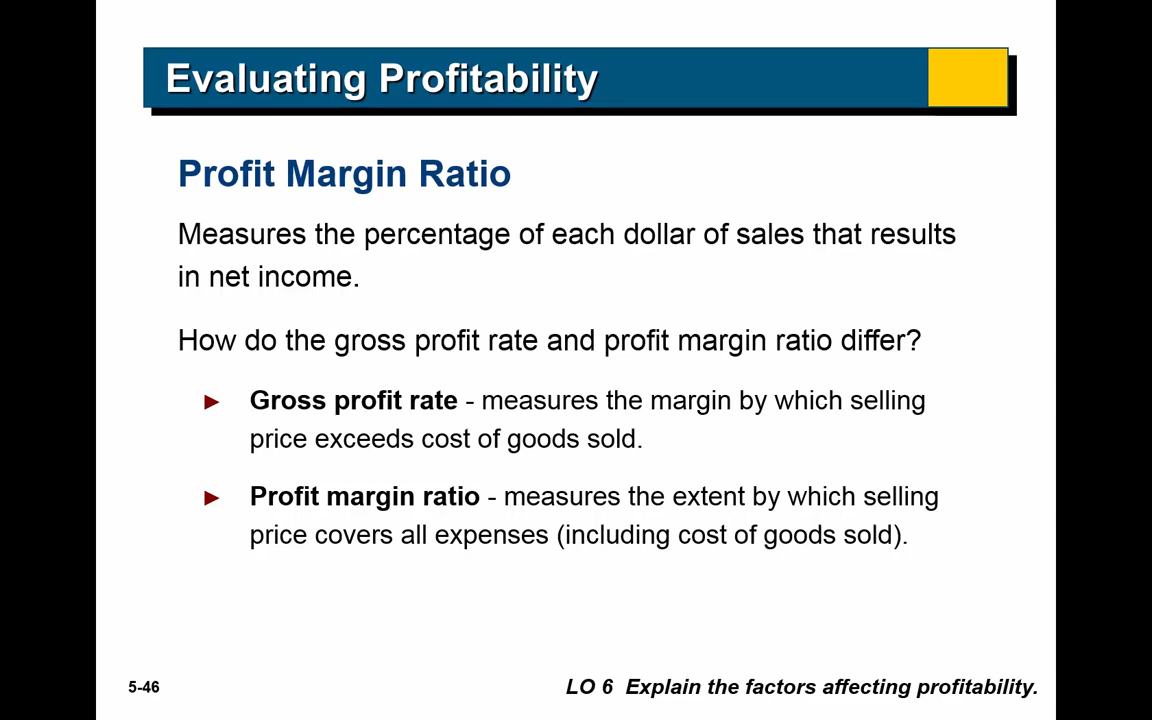 Evaluating Profitability
Profit Margin Ratio
Measures the percentage of each dollar of sales that results
in net income.
How do the gross profit rate and profit margin ratio differ?
► Gross profit rate - measures the margin by which selling
price exceeds cost of goods sold.
► Profit margin ratio - measures the extent by which selling
price covers all expenses (including cost of goods sold).
5-46
LO 6 Explain the factors affecting profitability.